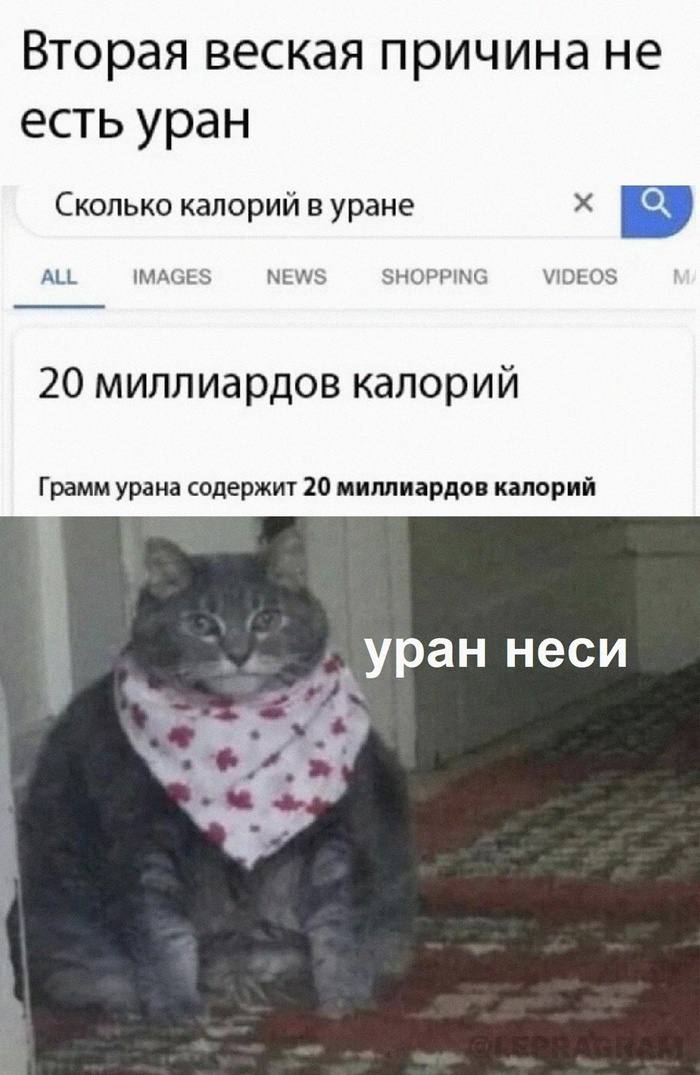 Вторая веская причина не
есть уран
Сколько калорий в уране
ALL IMAGES NEWS SHOPPING VIDEOS
20 миллиардов калорий
Грамм урана содержит 20 миллиардов калорий
уран неси
@LEPRAGRAM